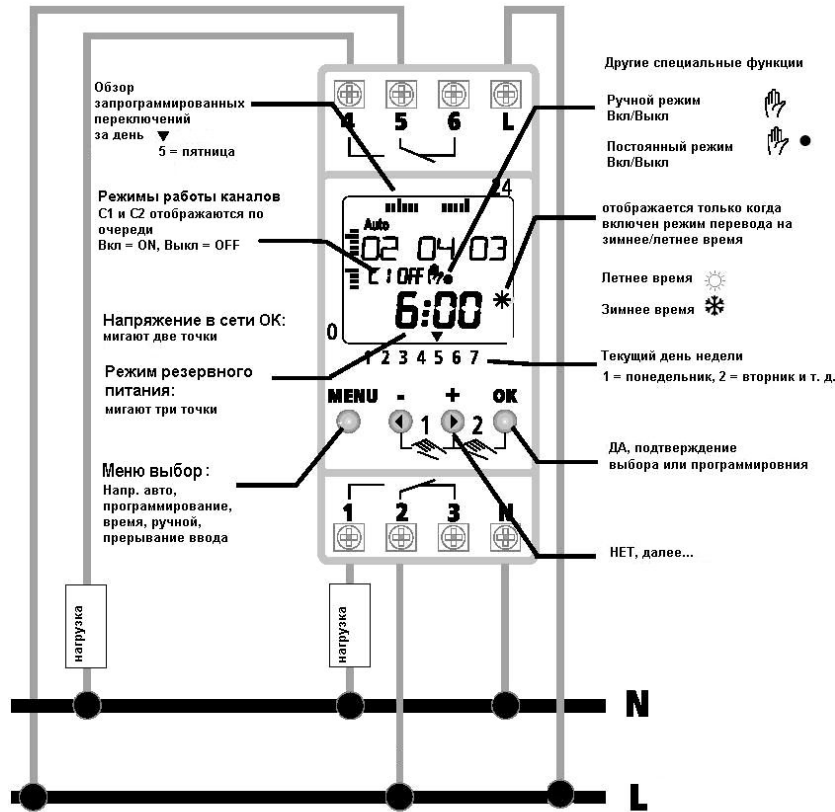 Обзор
запрограммированных
переключений
за день ▼
5 = пятница
Режимы работы каналов
С1 и С2 отображаются по
очереди
Вкл = ON, Выкл = OFF
Напряжение в сети OK:
мигают две точки
Режим резервного
питания:
мигают три точки
Меню выбор :
Напр. авто,
программирование,
время, ручной,
прерывание ввода
4 5 6 L
24
Auto
02 04 03
C 1 OFF
6:00
0
1 2 3 4 5 6 7
MENU - + OK
1 2
1 2 3 N
Другие специальные функции
Ручной режим
Вкл/Выкл
Постоянный режим
Вкл/Выкл
отображается только когда
включен режим перевода на
зимнее/летнее время
Летнее время
Зимнее время
Текущий день недели
1 = понедельник, 2 = вторник и т. д.
ДА, подтверждение
выбора или программировния
НЕТ, далее...
нагрузка
нагрузка
N
L